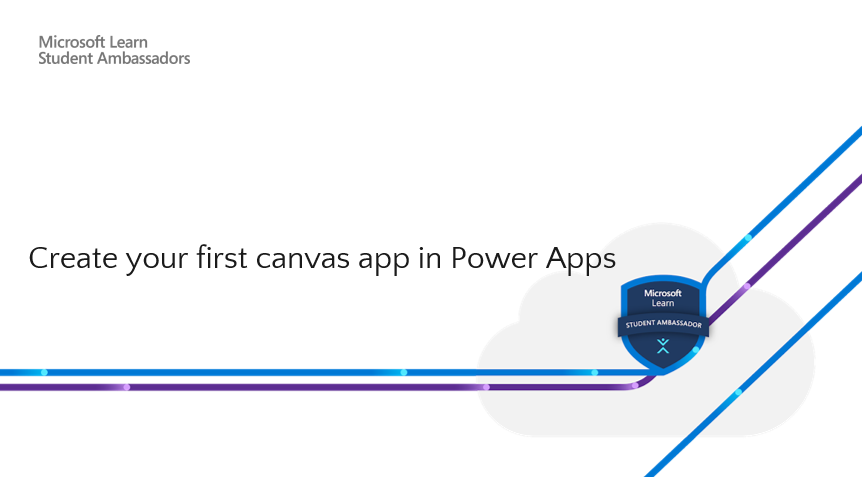 Microsoft Learn
Student Ambassadors
Create your first canvas app in Power Apps
Microsoft
Learn
STUDENT AMBASSADOR